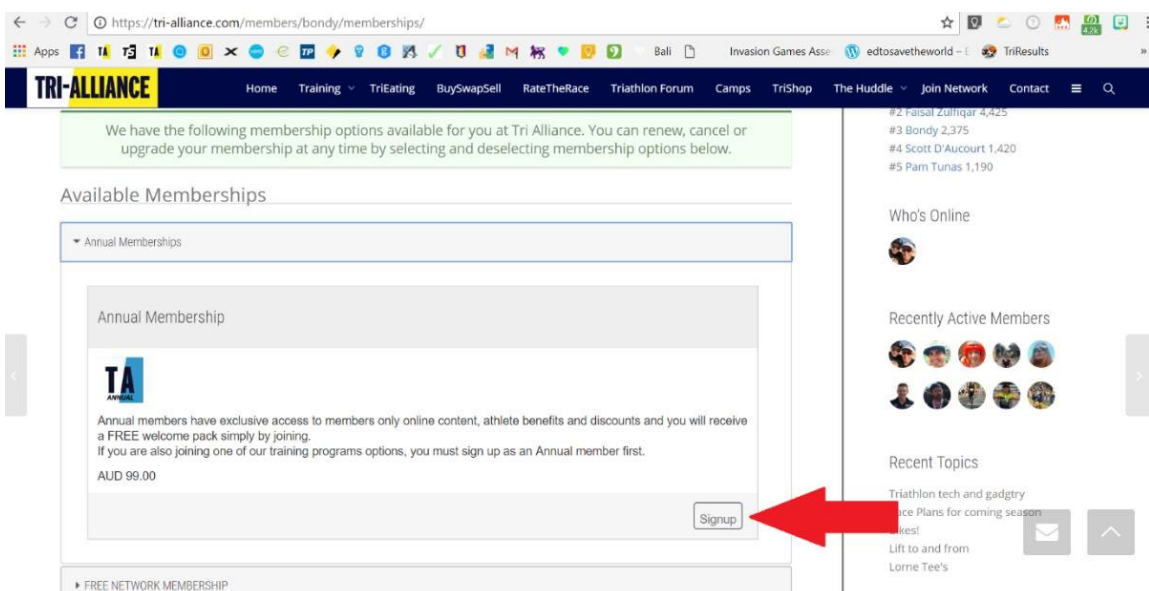 https://tri-alliance.com/members/bondy/memberships/
Apps
Bali
Invasion Games Asse
edtosavetheworld – E
TriResults
TRI-ALLIANCE
Home Training TriEating BuySwapSell RateTheRace Triathlon Forum Camps TriShop The Huddle Join Network Contact
We have the following membership options available for you at Tri Alliance. You can renew, cancel or
upgrade your membership at any time by selecting and deselecting membership options below.
Available Memberships
Annual Memberships
Annual Membership
TA
ANNUAL
Annual members have exclusive access to members only online content, athlete benefits and discounts and you will receive
a FREE welcome pack simply by joining.
If you are also joining one of our training programs options, you must sign up as an Annual member first.
AUD 99.00
Signup
FREE NETWORK MEMBERSHIP
#2 Faisal Zulfiqar 4,425
#3 Bondy 2,375
#4 Scott D'Aucourt 1,420
#5 Pam Tunas 1,190
Who's Online
Recently Active Members
Recent Topics
Triathlon tech and gadgtry
ace Plans for coming season
kes!
Lift to and from
Lorne Tee's